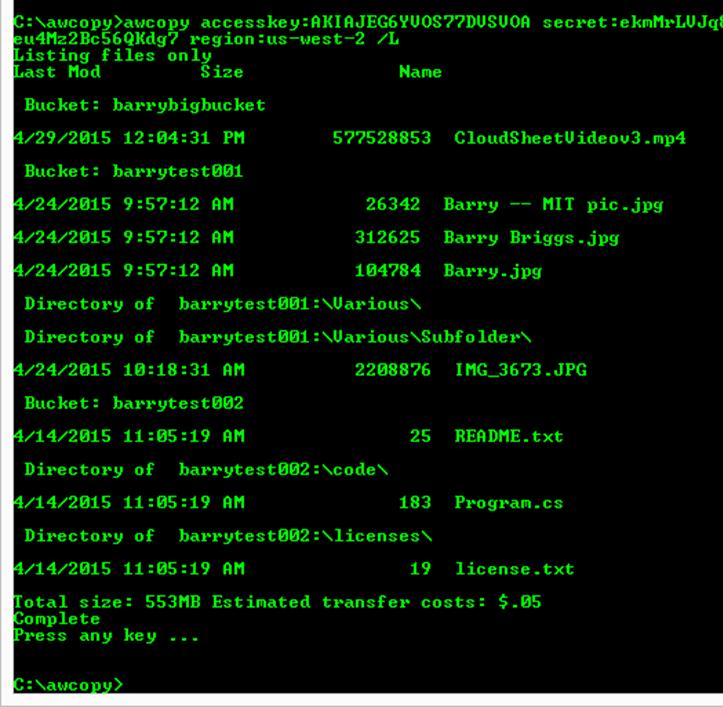 C:\awcopy>awcopy accesskey:AKIAJEG6YVOS77DVSVOA secret:ekmMrLVJq
eu4Mz2Bc56QKdg7 region:us-west-2 /L
Listing files only
Last Mod Size Name
Bucket: barrybigbucket
4/29/2015 12:04:31 PM 577528853 CloudSheetVideov3.mp4
Bucket: barrytest001
4/24/2015 9:57:12 AM 26342 Barry -- MIT pic.jpg
4/24/2015 9:57:12 AM 312625 Barry Briggs.jpg
4/24/2015 9:57:12 AM 104784 Barry.jpg
Directory of barrytest001:\Various\
Directory of barrytest001:\Various\Subfolder\
4/24/2015 10:18:31 AM 2208876 IMG_3673.JPG
Bucket: barrytest002
4/14/2015 11:05:19 AM 25 README.txt
Directory of barrytest002:\code\
4/14/2015 11:05:19 AM 183 Program.cs
Directory of barrytest002:\licenses\
4/14/2015 11:05:19 AM 19 license.txt
Total size: 553MB Estimated transfer costs: $.05
Complete
Press any key ...
C:\awcopy>